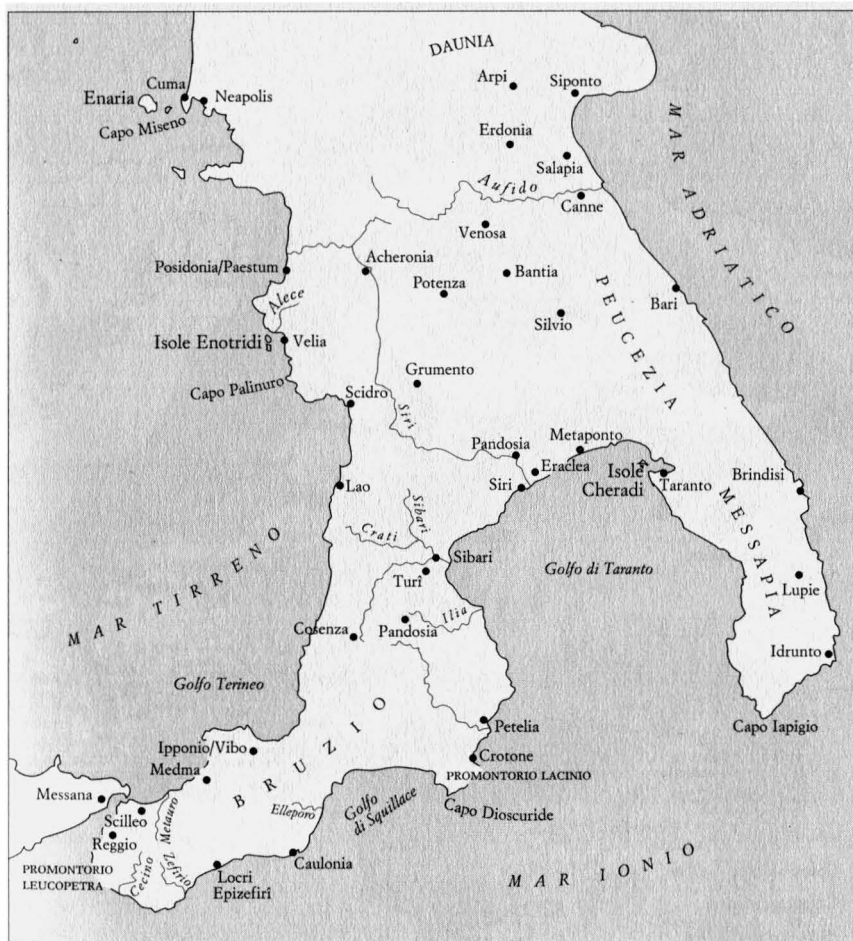 DAUNIA
Arpi
Siponto
Cuma
Enaria
Neapolis
Capo Miseno
MAR ADRIATICO
Erdonia
Salapia
Aufido
Canne
Venosa
Posidonia/Paestum
Acheronia
Bantia
Potenza
PEUCEZIA
Bari
Alece
Silvio
Isole Enotridi
Velia
Grumento
Capo Palinuro
Scidro
Siri
Pandosia
Metaponto
Eraclea
Isole
Cheradi
Taranto
Brindisi
Lao
Siri
Sibari
MESSAPIA
Crati
Sibari
MAR TIRRENO
Turî
Golfo di Taranto
Lupie
Ilia
Cosenza
Pandosia
Idrunto
Golfo Terineo
Petelia
Capo Iapigio
BRUZIO
Ipponio/Vibo
Crotone
Medma
PROMONTORIO LACINIO
Messana
Elleporo
Golfo
di Squillace
Capo Dioscuride
Scilleo
Metauro
Reggio
Caulonia
MAR IONIO
PROMONTORIO
LEUCOPETRA
Cecino
Zefirio
Locri
Epizefirî